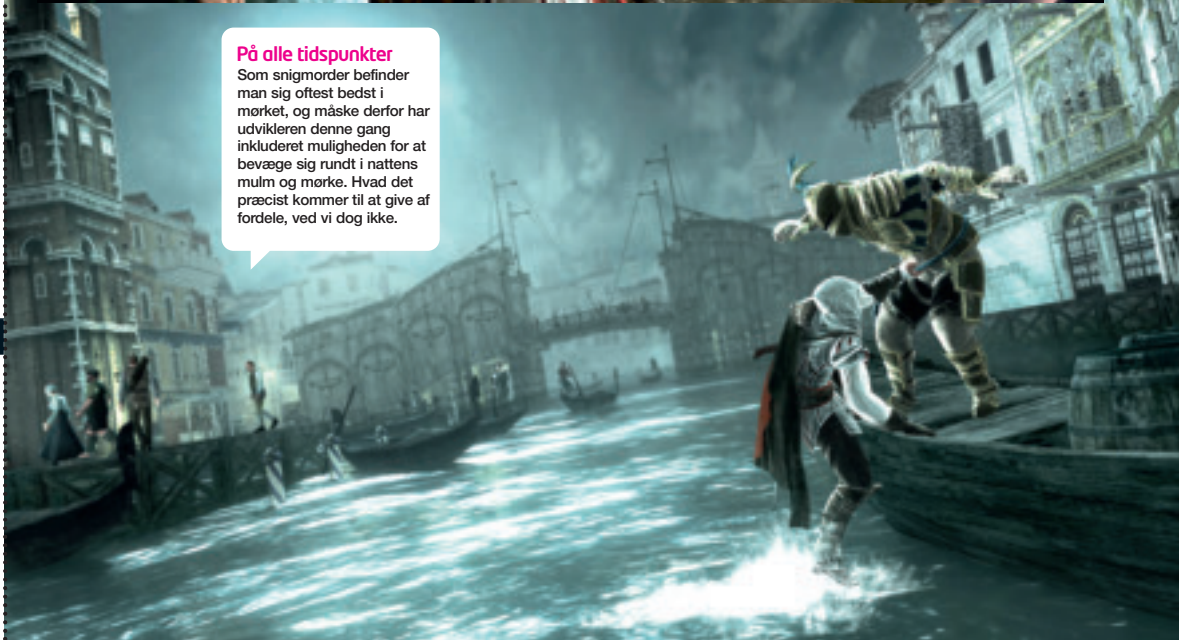 På alle tidspunkter
Som snigmorder befinder
man sig oftest bedst i
mørket, og måske derfor har
udvikleren denne gang
inkluderet muligheden for at
bevæge sig rundt i nattens
mulm og mørke. Hvad det
præcist kommer til at give af
fordele, ved vi dog ikke.